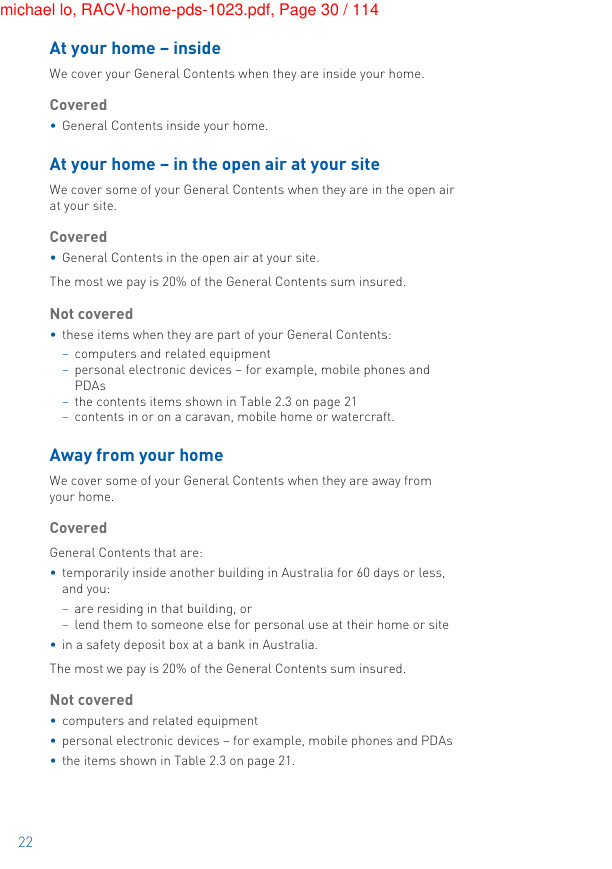 michael lo, RACV-home-pds-1023.pdf, Page 30 / 114
At your home – inside
We cover your General Contents when they are inside your home.
Covered
• General Contents inside your home.
At your home – in the open air at your site
We cover some of your General Contents when they are in the open air
at your site.
Covered
• General Contents in the open air at your site.
The most we pay is 20% of the General Contents sum insured.
Not covered
• these items when they are part of your General Contents:
– computers and related equipment
– personal electronic devices – for example, mobile phones and
PDAs
– the contents items shown in Table 2.3 on page 21
– contents in or on a caravan, mobile home or watercraft.
Away from your home
We cover some of your General Contents when they are away from
your home.
Covered
General Contents that are:
• temporarily inside another building in Australia for 60 days or less,
and you:
– are residing in that building, or
– lend them to someone else for personal use at their home or site
• in a safety deposit box at a bank in Australia.
The most we pay is 20% of the General Contents sum insured.
Not covered
• computers and related equipment
• personal electronic devices – for example, mobile phones and PDAs
• the items shown in Table 2.3 on page 21.
22